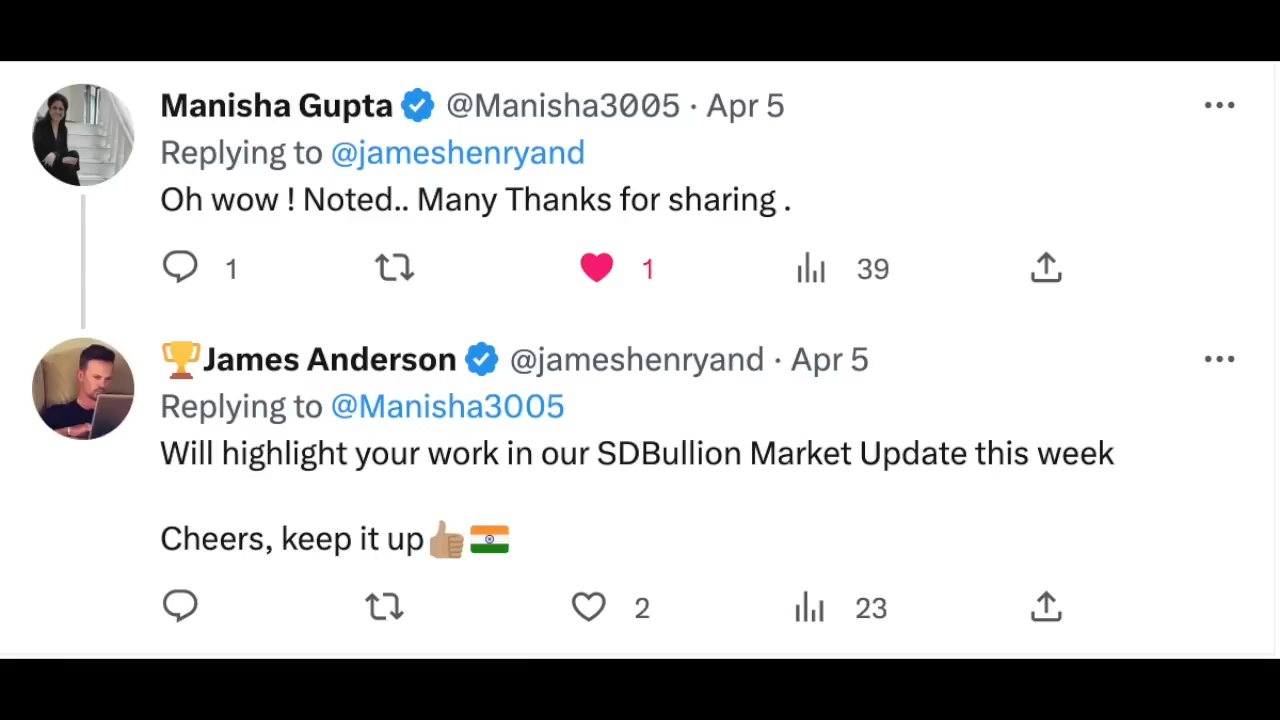 Manisha Gupta @Manisha3005 · Apr 5
Replying to @jameshenryand
Oh wow ! Noted.. Many Thanks for sharing .
1 1 39
🏆James Anderson @jameshenryand · Apr 5
Replying to @Manisha3005
Will highlight your work in our SDBullion Market Update this week
Cheers, keep it up👍🏽🇮🇳
2 23